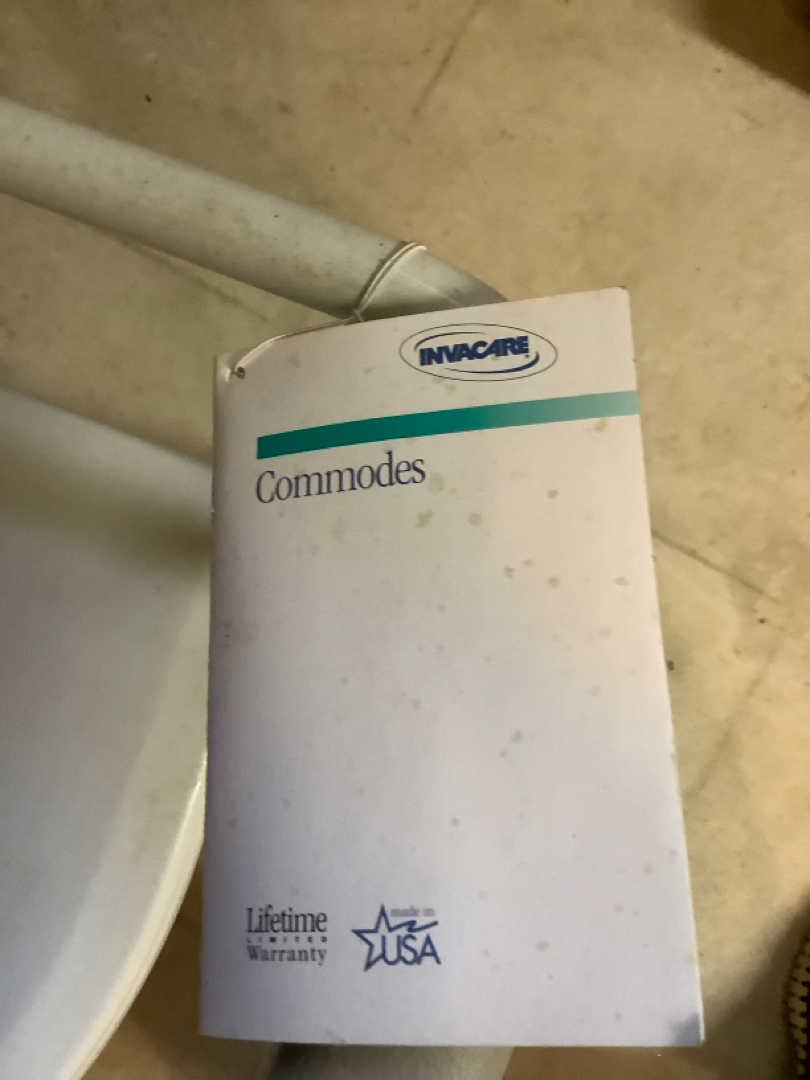 INVACARE
Commodes
Lifetime
LIMITED
Warranty
made in
USA